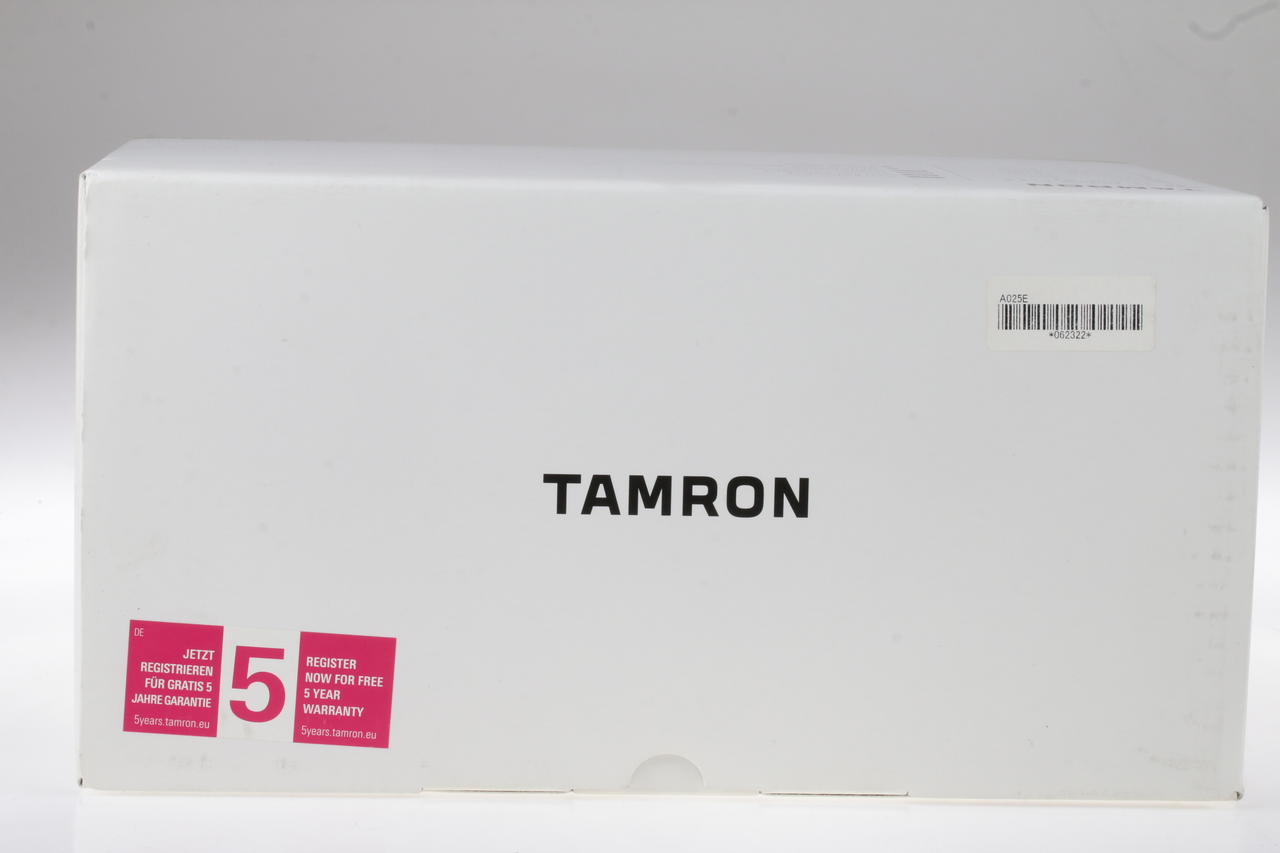 TAMRON
A025E
*062322*
TAMRON
DE
JETZT
REGISTRIEREN
FÜR GRATIS 5
JAHRE GARANTIE
5years.tamron.eu
5
REGISTER
NOW FOR FREE
5 YEAR
WARRANTY
5years.tamron.eu